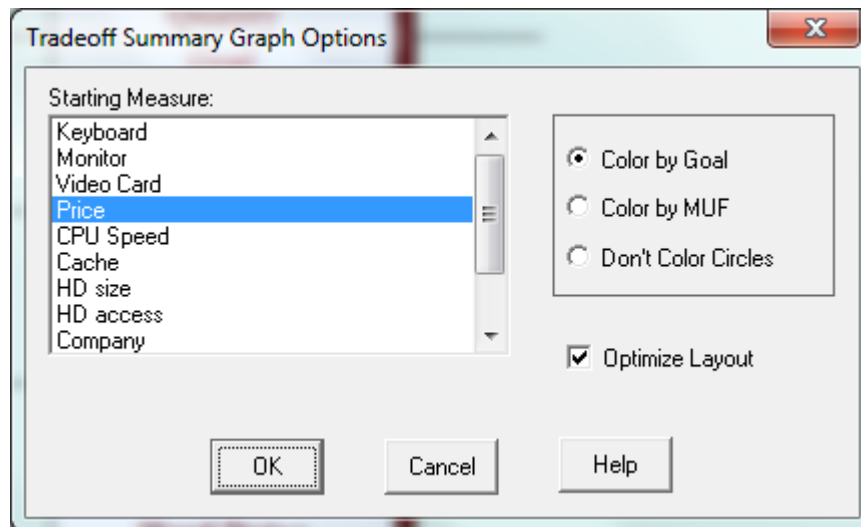 Tradeoff Summary Graph Options
Starting Measure:
Keyboard
Monitor
Video Card
Price
CPU Speed
Cache
HD size
HD access
Company
Color by Goal
Color by MUF
Don't Color Circles
Optimize Layout
OK
Cancel
Help